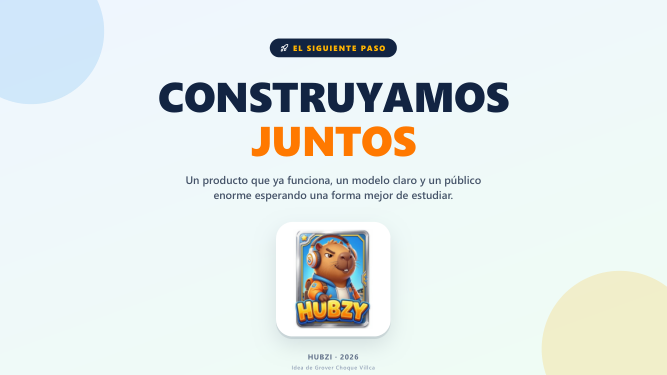 EL SIGUIENTE PASO
CONSTRUYAMOS
JUNTOS
Un producto que ya funciona, un modelo claro y un público
enorme esperando una forma mejor de estudiar.
HUBZY
HUBZI · 2026
Idea de Grover Choque Villca